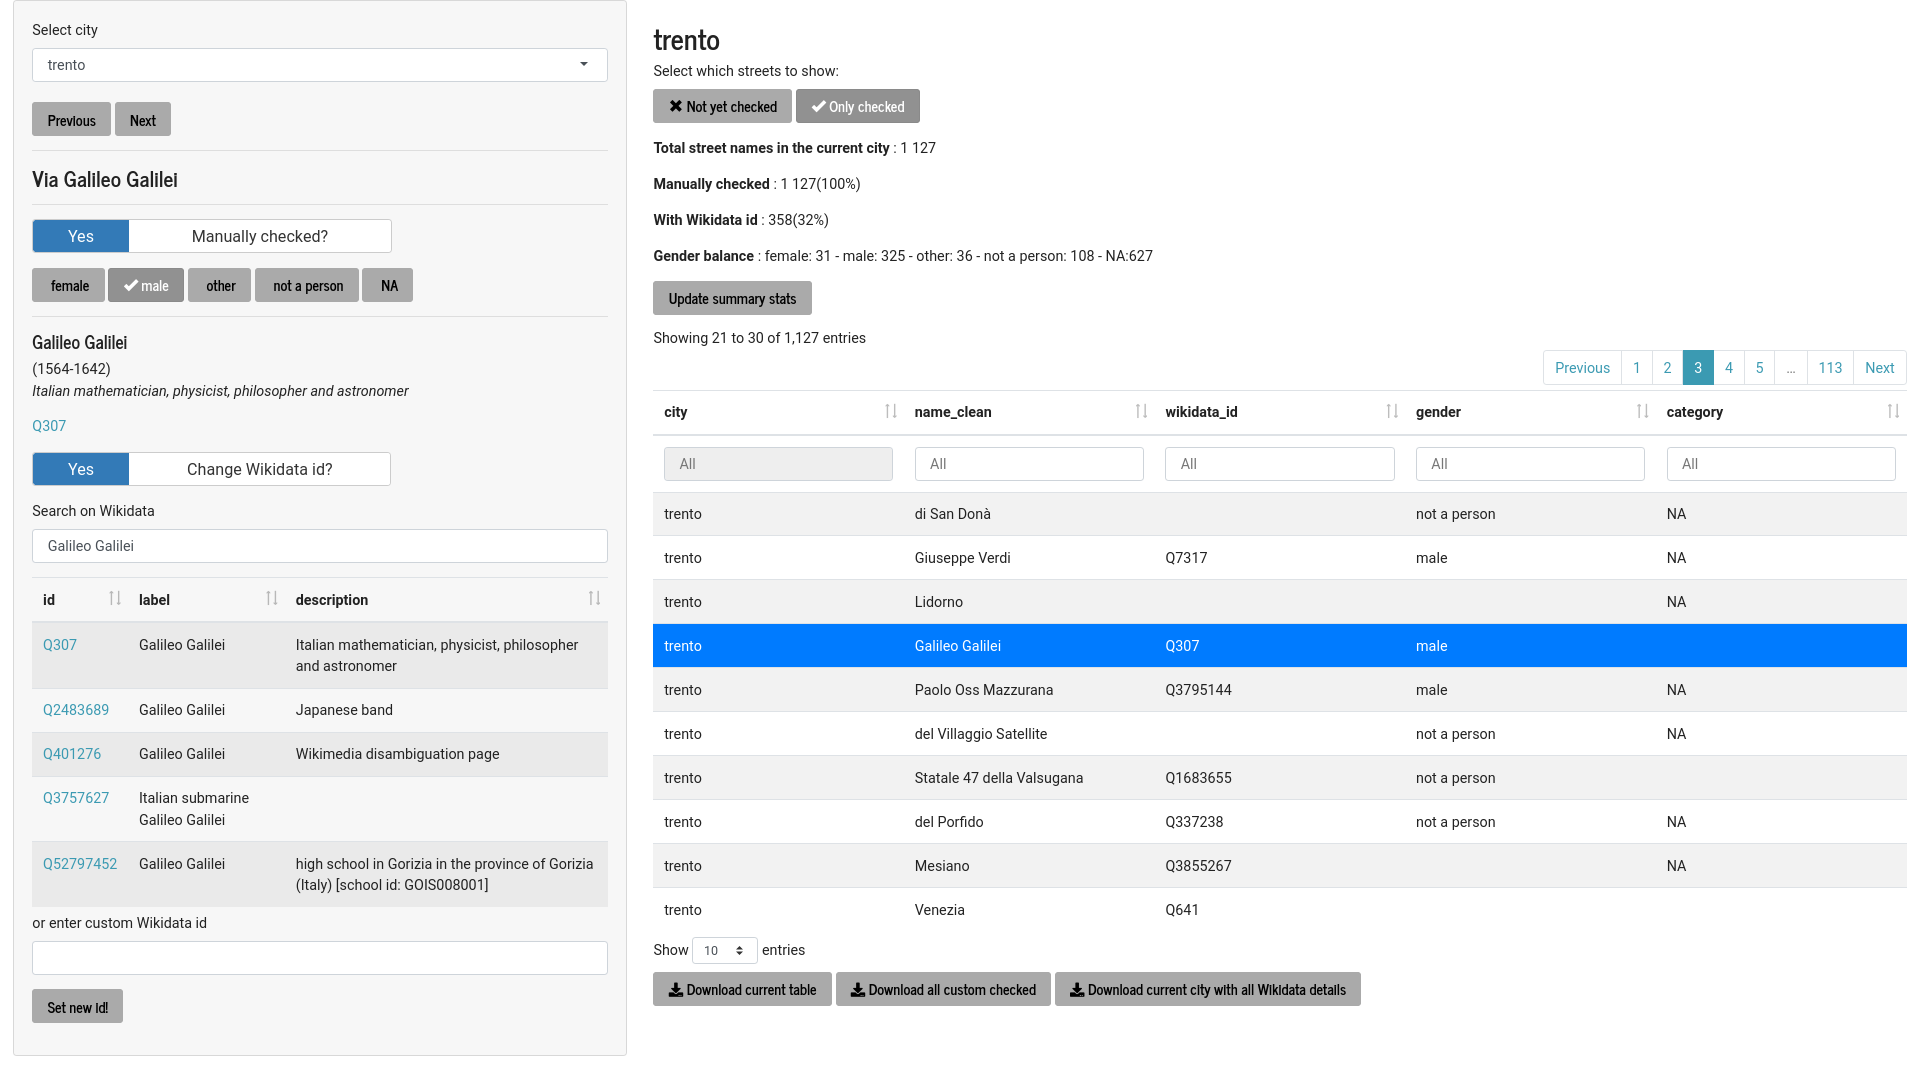 Select city
trento
Previous Next
Via Galileo Galilei
Yes Manually checked?
female male other not a person NA
Galileo Galilei
(1564-1642)
Italian mathematician, physicist, philosopher and astronomer
Q307
Yes Change Wikidata id?
Search on Wikidata
Galileo Galilei
id label description
Q307 Galileo Galilei Italian mathematician, physicist, philosopher
and astronomer
Q2483689 Galileo Galilei Japanese band
Q401276 Galileo Galilei Wikimedia disambiguation page
Q3757627 Italian submarine
Galileo Galilei
Q52797452 Galileo Galilei high school in Gorizia in the province of Gorizia
(Italy) [school id: GOIS008001]
or enter custom Wikidata id
Set new id!
trento
Select which streets to show:
Not yet checked Only checked
Total street names in the current city : 1 127
Manually checked : 1 127(100%)
With Wikidata id : 358(32%)
Gender balance : female: 31 - male: 325 - other: 36 - not a person: 108 - NA:627
Update summary stats
Showing 21 to 30 of 1,127 entries
Previous 1 2 3 4 5 … 113 Next
city name_clean wikidata_id gender category
All All All All All
trento di San Donà not a person NA
trento Giuseppe Verdi Q7317 male NA
trento Lidorno NA
trento Galileo Galilei Q307 male
trento Paolo Oss Mazzurana Q3795144 male NA
trento del Villaggio Satellite not a person NA
trento Statale 47 della Valsugana Q1683655 not a person
trento del Porfido Q337238 not a person NA
trento Mesiano Q3855267 NA
trento Venezia Q641
Show 10 entries
Download current table Download all custom checked Download current city with all Wikidata details